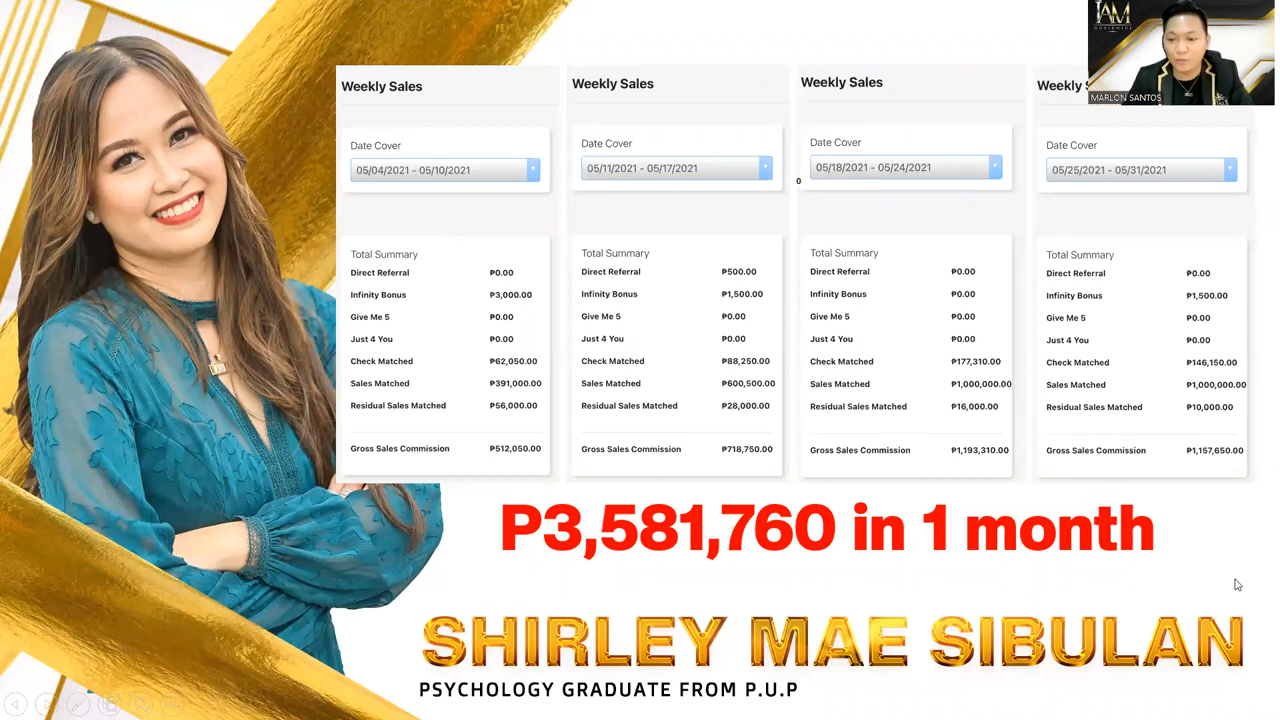 IAM
WORLDWIDE
MARLON SANTOS
Weekly Sales
Date Cover
05/04/2021 - 05/10/2021
Total Summary
Direct Referral ₱0.00
Infinity Bonus ₱3,000.00
Give Me 5 ₱0.00
Just 4 You ₱0.00
Check Matched ₱62,050.00
Sales Matched ₱391,000.00
Residual Sales Matched ₱56,000.00
Gross Sales Commission ₱512,050.00
Weekly Sales
Date Cover
05/11/2021 - 05/17/2021
Total Summary
Direct Referral ₱500.00
Infinity Bonus ₱1,500.00
Give Me 5 ₱0.00
Just 4 You ₱0.00
Check Matched ₱88,250.00
Sales Matched ₱600,500.00
Residual Sales Matched ₱28,000.00
Gross Sales Commission ₱718,750.00
0
Weekly Sales
Date Cover
05/18/2021 - 05/24/2021
Total Summary
Direct Referral ₱0.00
Infinity Bonus ₱0.00
Give Me 5 ₱0.00
Just 4 You ₱0.00
Check Matched ₱177,310.00
Sales Matched ₱1,000,000.00
Residual Sales Matched ₱16,000.00
Gross Sales Commission ₱1,193,310.00
Weekly S
Date Cover
05/25/2021 - 05/31/2021
Total Summary
Direct Referral ₱0.00
Infinity Bonus ₱1,500.00
Give Me 5 ₱0.00
Just 4 You ₱0.00
Check Matched ₱146,150.00
Sales Matched ₱1,000,000.00
Residual Sales Matched ₱10,000.00
Gross Sales Commission ₱1,157,650.00
P3,581,760 in 1 month
SHIRLEY MAE SIBULAN
PSYCHOLOGY GRADUATE FROM P.U.P